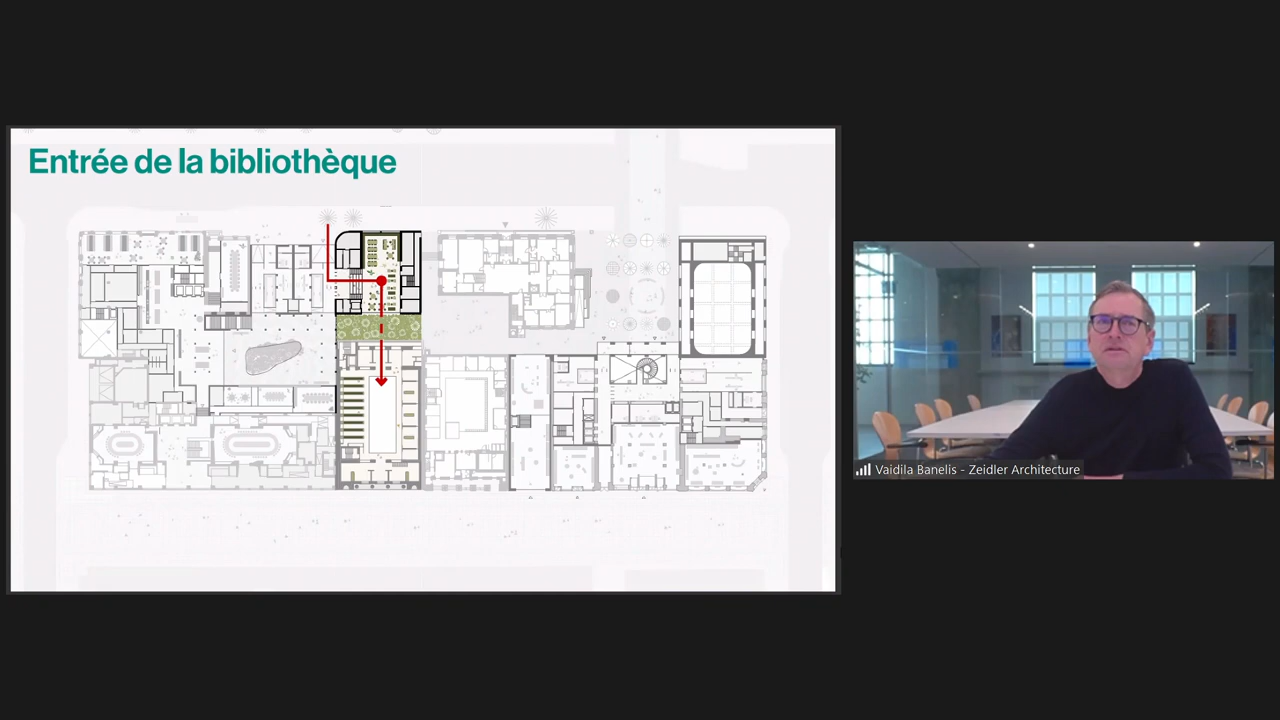 Entrée de la bibliothèque
Vaidila Banelis - Zeidler Architecture